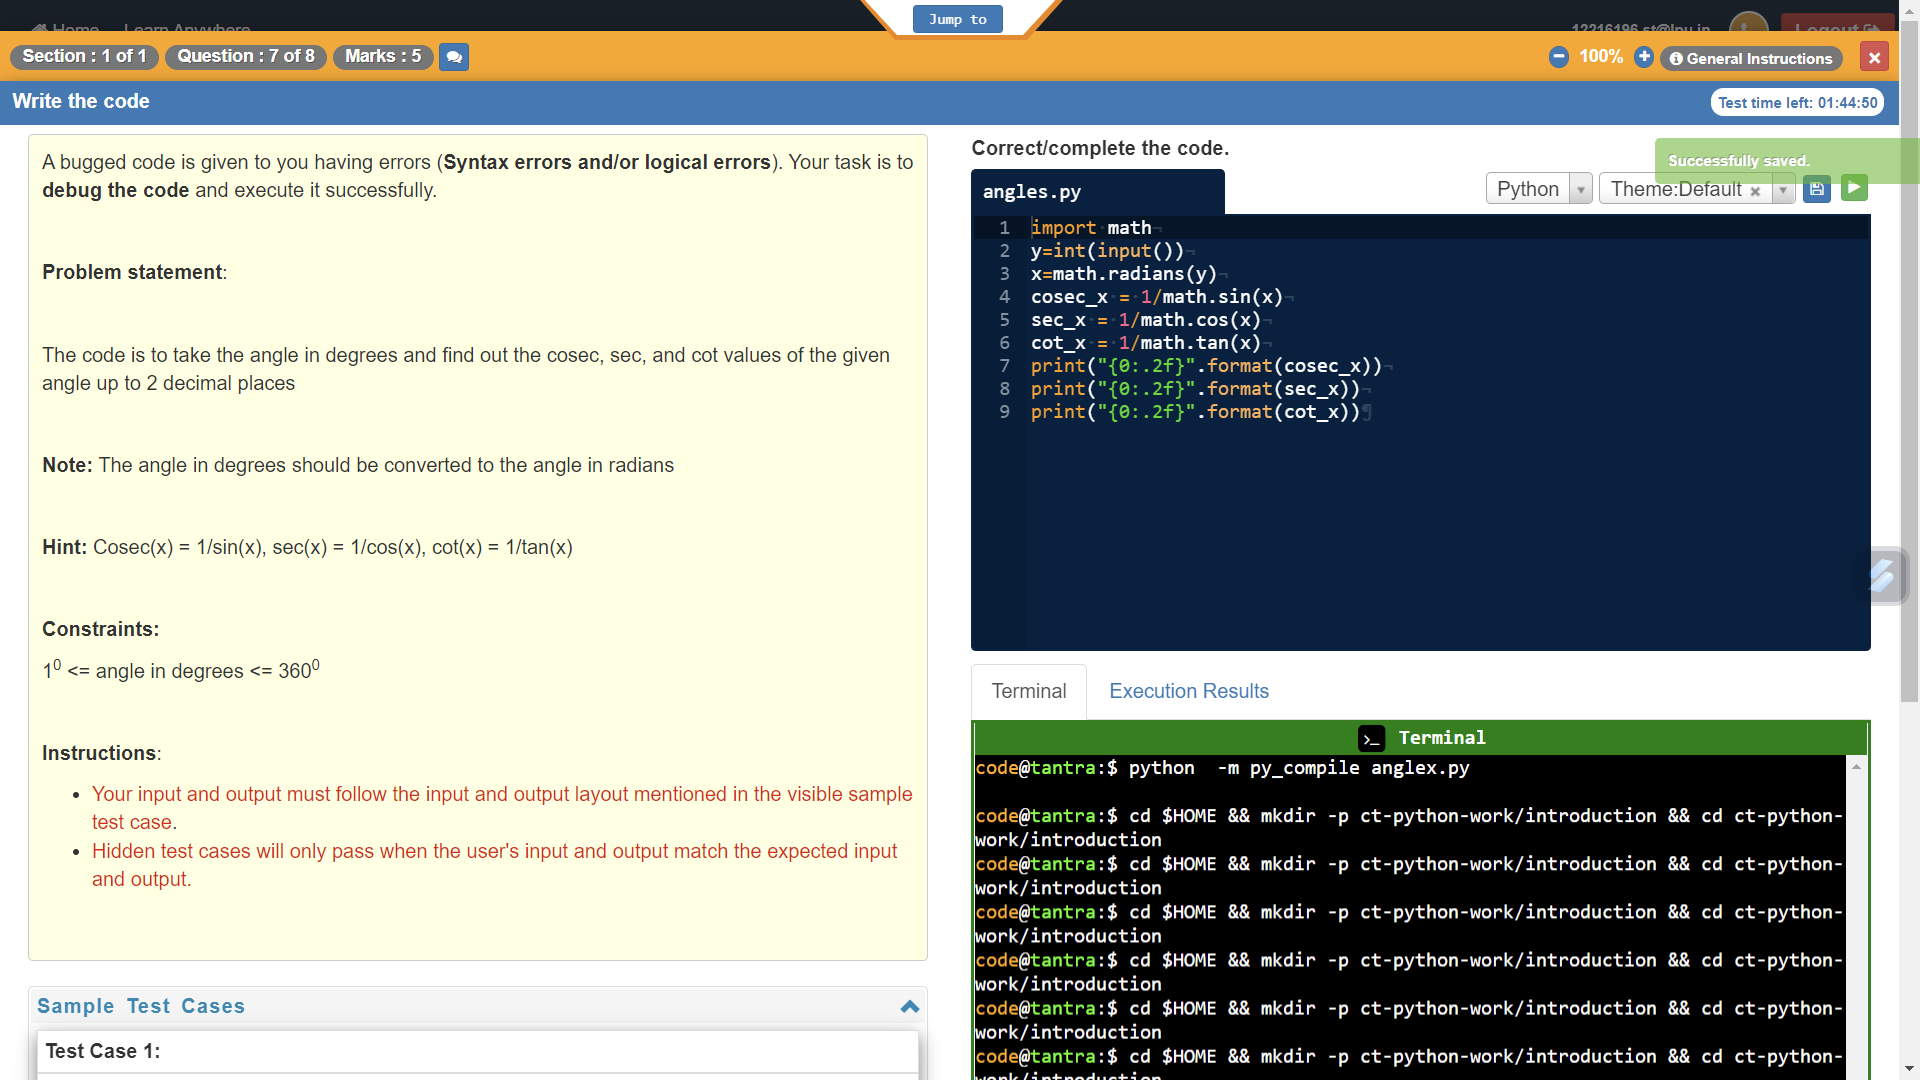 Jump to
Section : 1 of 1
Question : 7 of 8
Marks : 5
100%
General Instructions
Write the code
Test time left: 01:44:50
A bugged code is given to you having errors (Syntax errors and/or logical errors). Your task is to
debug the code and execute it successfully.
Problem statement:
The code is to take the angle in degrees and find out the cosec, sec, and cot values of the given
angle up to 2 decimal places
Note: The angle in degrees should be converted to the angle in radians
Hint: Cosec(x) = 1/sin(x), sec(x) = 1/cos(x), cot(x) = 1/tan(x)
Constraints:
1⁰ <= angle in degrees <= 360⁰
Instructions:
• Your input and output must follow the input and output layout mentioned in the visible sample
test case.
• Hidden test cases will only pass when the user's input and output match the expected input
and output.
Sample Test Cases
Test Case 1:
Correct/complete the code.
Successfully saved.
angles.py
Python
Theme:Default
1 import math
2 y=int(input())
3 x=math.radians(y)
4 cosec_x = 1/math.sin(x)
5 sec_x = 1/math.cos(x)
6 cot_x = 1/math.tan(x)
7 print("{0:.2f}".format(cosec_x))
8 print("{0:.2f}".format(sec_x))
9 print("{0:.2f}".format(cot_x))
Terminal
Execution Results
Terminal
code@tantra:$ python  -m py_compile anglex.py
code@tantra:$ cd $HOME && mkdir -p ct-python-work/introduction && cd ct-python-
work/introduction
code@tantra:$ cd $HOME && mkdir -p ct-python-work/introduction && cd ct-python-
work/introduction
code@tantra:$ cd $HOME && mkdir -p ct-python-work/introduction && cd ct-python-
work/introduction
code@tantra:$ cd $HOME && mkdir -p ct-python-work/introduction && cd ct-python-
work/introduction
code@tantra:$ cd $HOME && mkdir -p ct-python-work/introduction && cd ct-python-
work/introduction
code@tantra:$ cd $HOME && mkdir -p ct-python-work/introduction && cd ct-python-